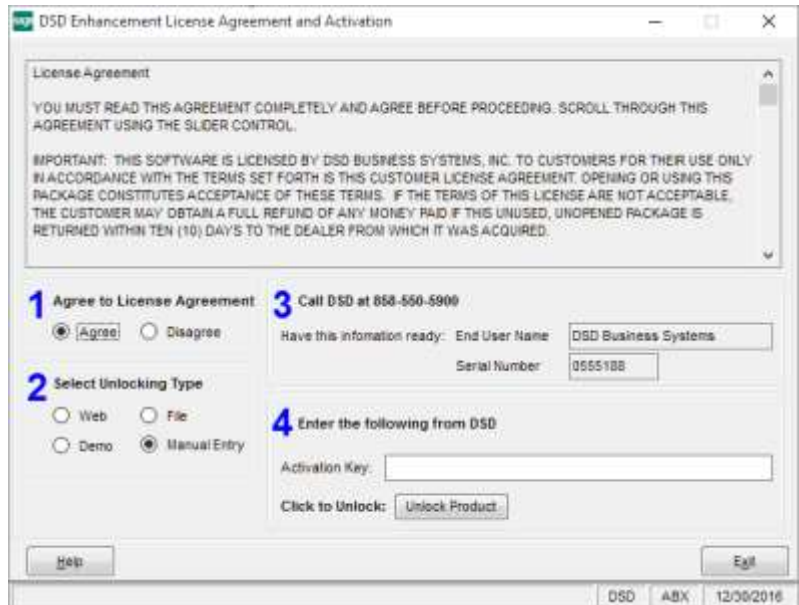 sage DSD Enhancement License Agreement and Activation
License Agreement
YOU MUST READ THIS AGREEMENT COMPLETELY AND AGREE BEFORE PROCEEDING. SCROLL THROUGH THIS
AGREEMENT USING THE SLIDER CONTROL.
IMPORTANT: THIS SOFTWARE IS LICENSED BY DSD BUSINESS SYSTEMS, INC. TO CUSTOMERS FOR THEIR USE ONLY
IN ACCORDANCE WITH THE TERMS SET FORTH IS THIS CUSTOMER LICENSE AGREEMENT. OPENING OR USING THIS
PACKAGE CONSTITUTES ACCEPTANCE OF THESE TERMS. IF THE TERMS OF THIS LICENSE ARE NOT ACCEPTABLE,
THE CUSTOMER MAY OBTAIN A FULL REFUND OF ANY MONEY PAID IF THIS UNUSED, UNOPENED PACKAGE IS
RETURNED WITHIN TEN (10) DAYS TO THE DEALER FROM WHICH IT WAS ACQUIRED.
1 Agree to License Agreement
Agree Disagree
2 Select Unlocking Type
Web File
Demo Manual Entry
3 Call DSD at 858-550-5900
Have this infomation ready: End User Name DSD Business Systems
Serial Number 0555188
4 Enter the following from DSD
Activation Key:
Click to Unlock: Unlock Product
Help Exit
DSD ABX 12/30/2016